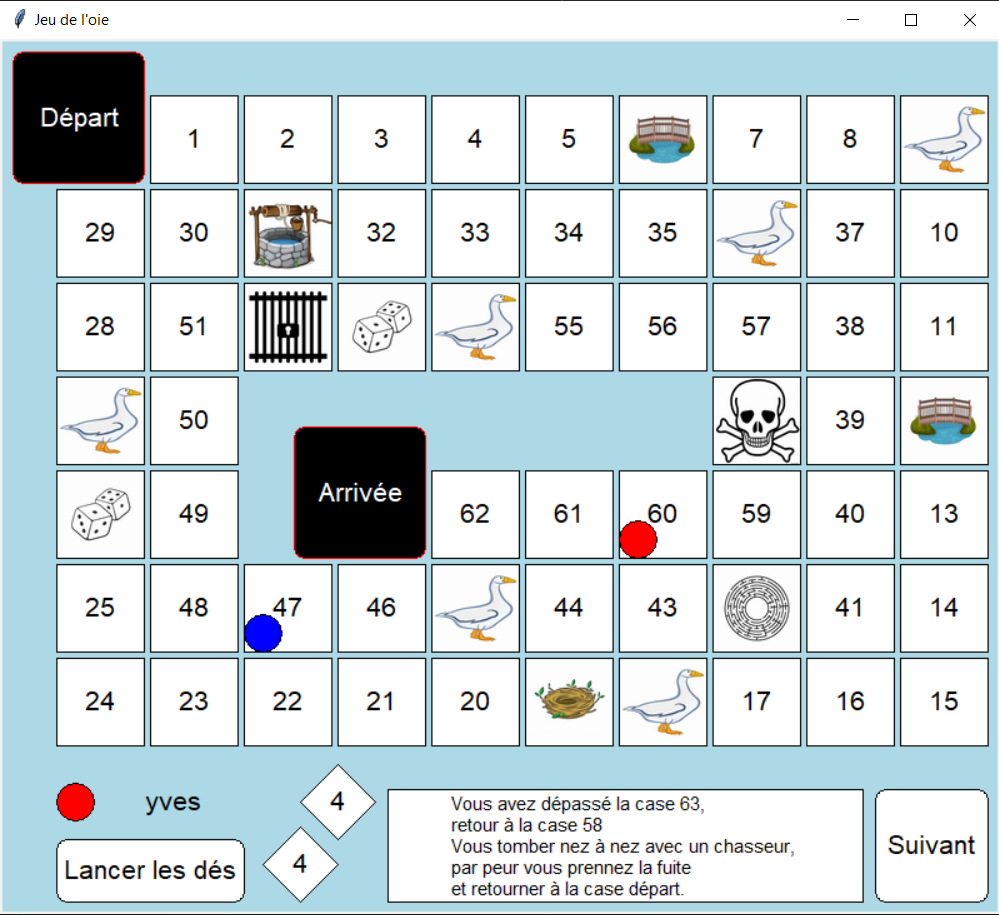 Jeu de l'oie
Départ
1 2 3 4 5 7 8
29 30 32 33 34 35 37 10
28 51 55 56 57 38 11
50 39
Arrivée
49 62 61 60 59 40 13
25 48 47 46 44 43 41 14
24 23 22 21 20 17 16 15
yves
4
Lancer les dés
4
Vous avez dépassé la case 63,
retour à la case 58
Vous tomber nez à nez avec un chasseur,
par peur vous prennez la fuite
et retourner à la case départ.
Suivant